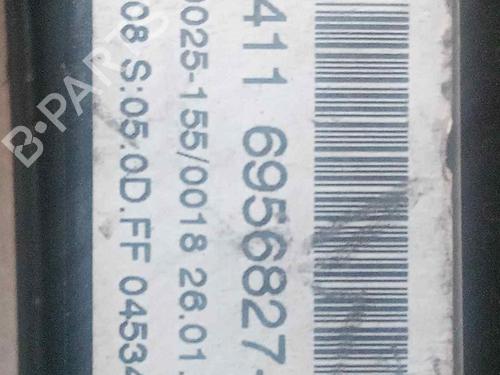 411 6956827-
0025-155/0018 26.01.
08 S:05.0D.FF 04534
B-PARTS